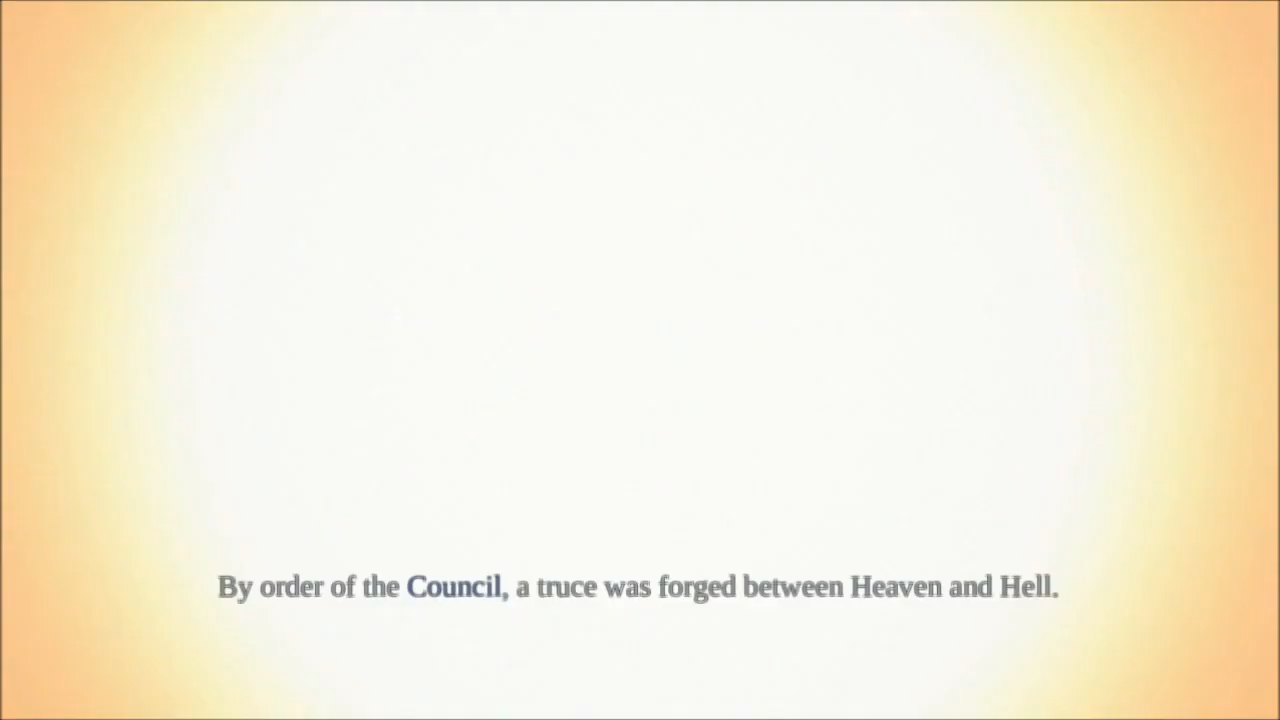 By order of the Council, a truce was forged between Heaven and Hell.